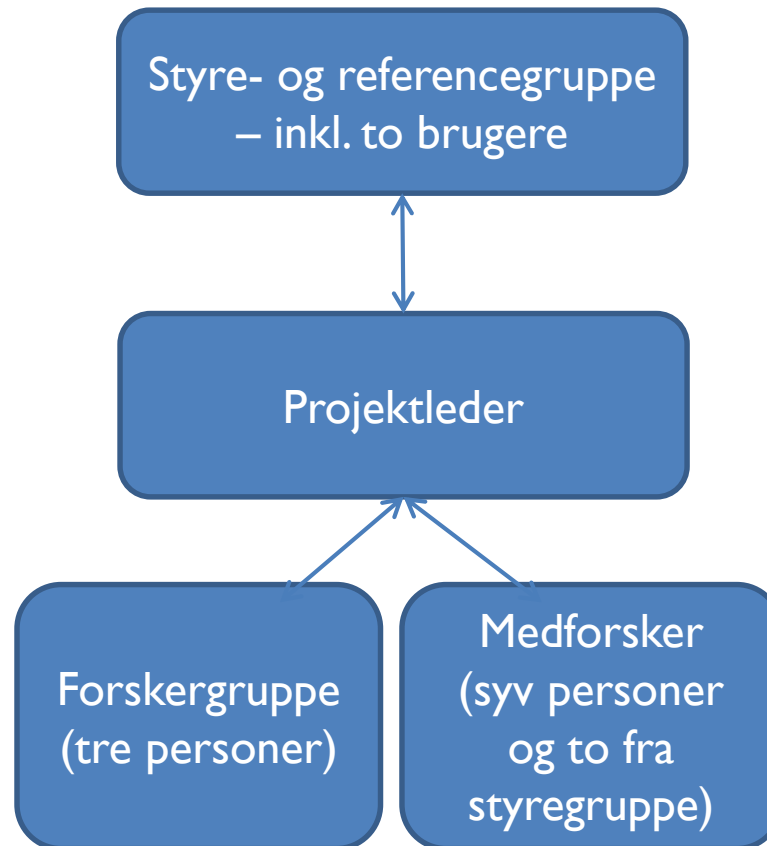 Styre- og referencegruppe
– inkl. to brugere
Projektleder
Forskergruppe
(tre personer)
Medforsker
(syv personer
og to fra
styregruppe)